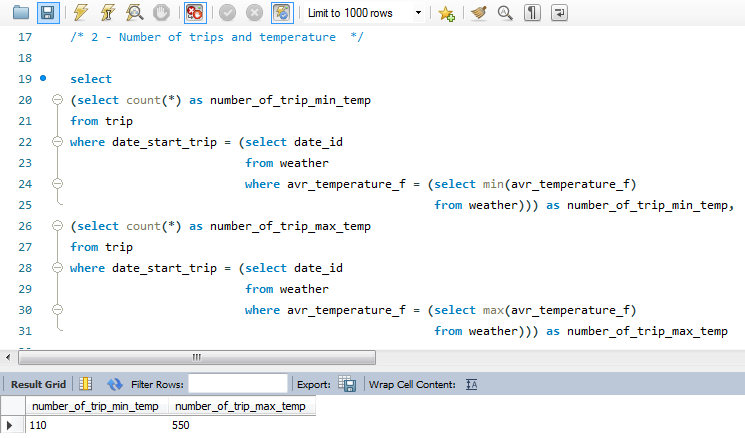 Limit to 1000 rows
17 /* 2 - Number of trips and temperature */
18
19 select
20 (select count(*) as number_of_trip_min_temp
21 from trip
22 where date_start_trip = (select date_id
23 from weather
24 where avr_temperature_f = (select min(avr_temperature_f)
25 from weather))) as number_of_trip_min_temp,
26 (select count(*) as number_of_trip_max_temp
27 from trip
28 where date_start_trip = (select date_id
29 from weather
30 where avr_temperature_f = (select max(avr_temperature_f)
31 from weather))) as number_of_trip_max_temp
Result Grid Filter Rows: Export: Wrap Cell Content: IA
number_of_trip_min_temp number_of_trip_max_temp
110 550